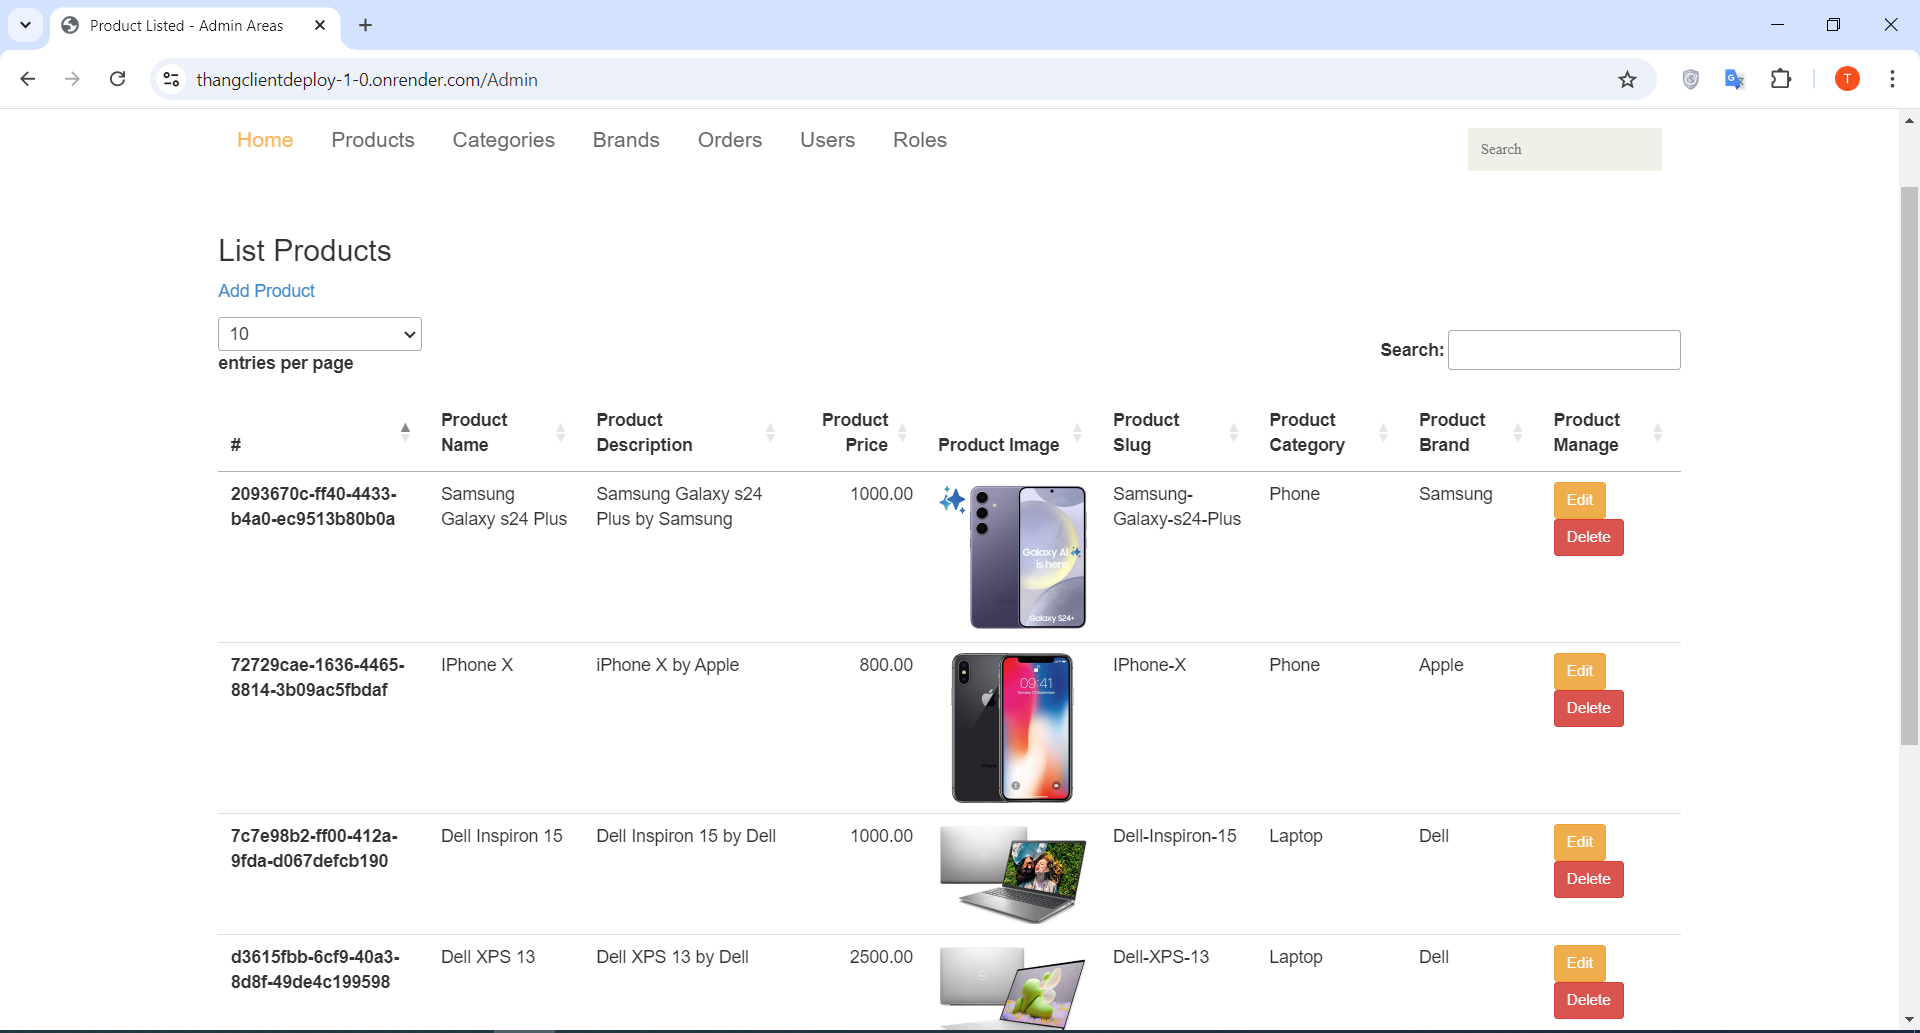 Product Listed - Admin Areas
thangclientdeploy-1-0.onrender.com/Admin
T
Home Products Categories Brands Orders Users Roles
Search
List Products
Add Product
10
entries per page
Search:
# Product Name Product Description Product Price Product Image Product Slug Product Category Product Brand Product Manage
2093670c-ff40-4433- Samsung Samsung Galaxy s24 1000.00 Samsung- Phone Samsung Edit
b4a0-ec9513b80b0a Galaxy s24 Plus Plus by Samsung Galaxy-s24-Plus Delete
Galaxy AI
is here
Galaxy S24+
72729cae-1636-4465- IPhone X iPhone X by Apple 800.00 IPhone-X Phone Apple Edit
8814-3b09ac5fbdaf Delete
09:41
7c7e98b2-ff00-412a- Dell Inspiron 15 Dell Inspiron 15 by Dell 1000.00 Dell-Inspiron-15 Laptop Dell Edit
9fda-d067defcb190 Delete
d3615fbb-6cf9-40a3- Dell XPS 13 Dell XPS 13 by Dell 2500.00 Dell-XPS-13 Laptop Dell Edit
8d8f-49de4c199598 Delete